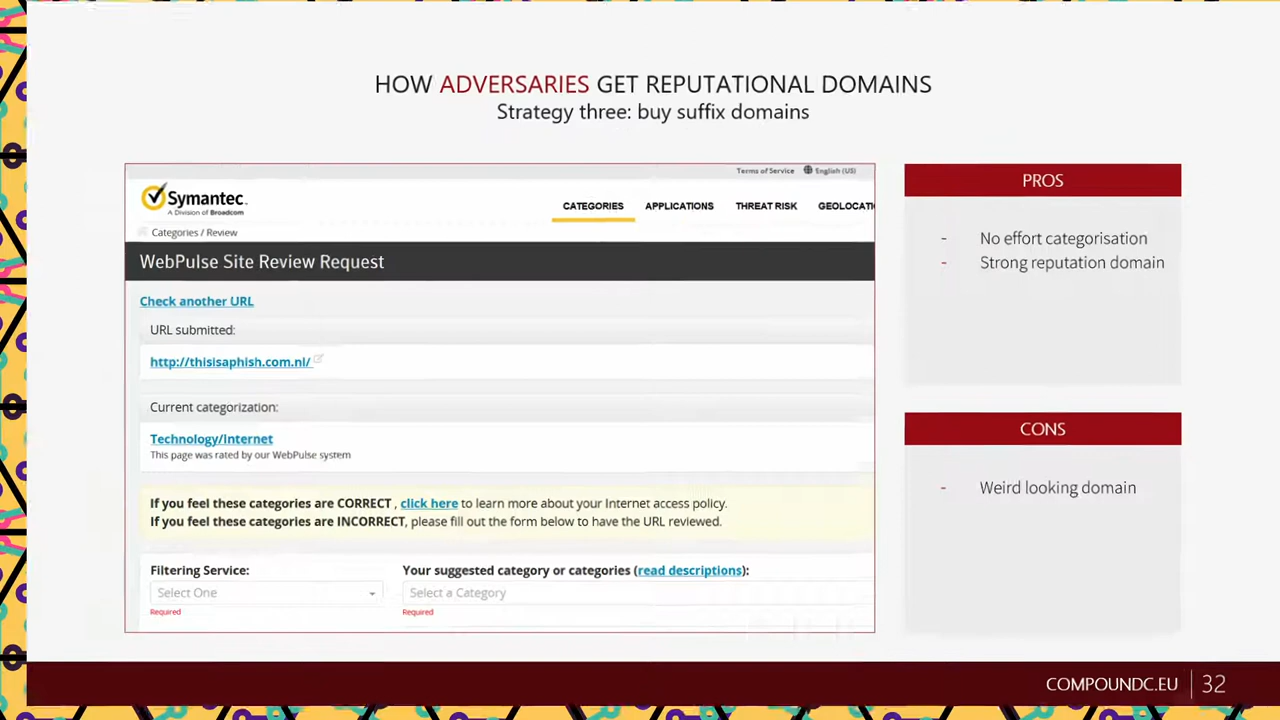 HOW ADVERSARIES GET REPUTATIONAL DOMAINS
Strategy three: buy suffix domains
Terms of Service English (US)
Symantec.
A Division of Broadcom
CATEGORIES APPLICATIONS THREAT RISK GEOLOCATI
Categories / Review
WebPulse Site Review Request
Check another URL
URL submitted:
http://thisisaphish.com.nl/
Current categorization:
Technology/Internet
This page was rated by our WebPulse system
If you feel these categories are CORRECT , click here to learn more about your Internet access policy.
If you feel these categories are INCORRECT, please fill out the form below to have the URL reviewed.
Filtering Service:
Select One
Required
Your suggested category or categories (read descriptions):
Select a Category
Required
PROS
- No effort categorisation
- Strong reputation domain
CONS
- Weird looking domain
COMPOUNDC.EU 32